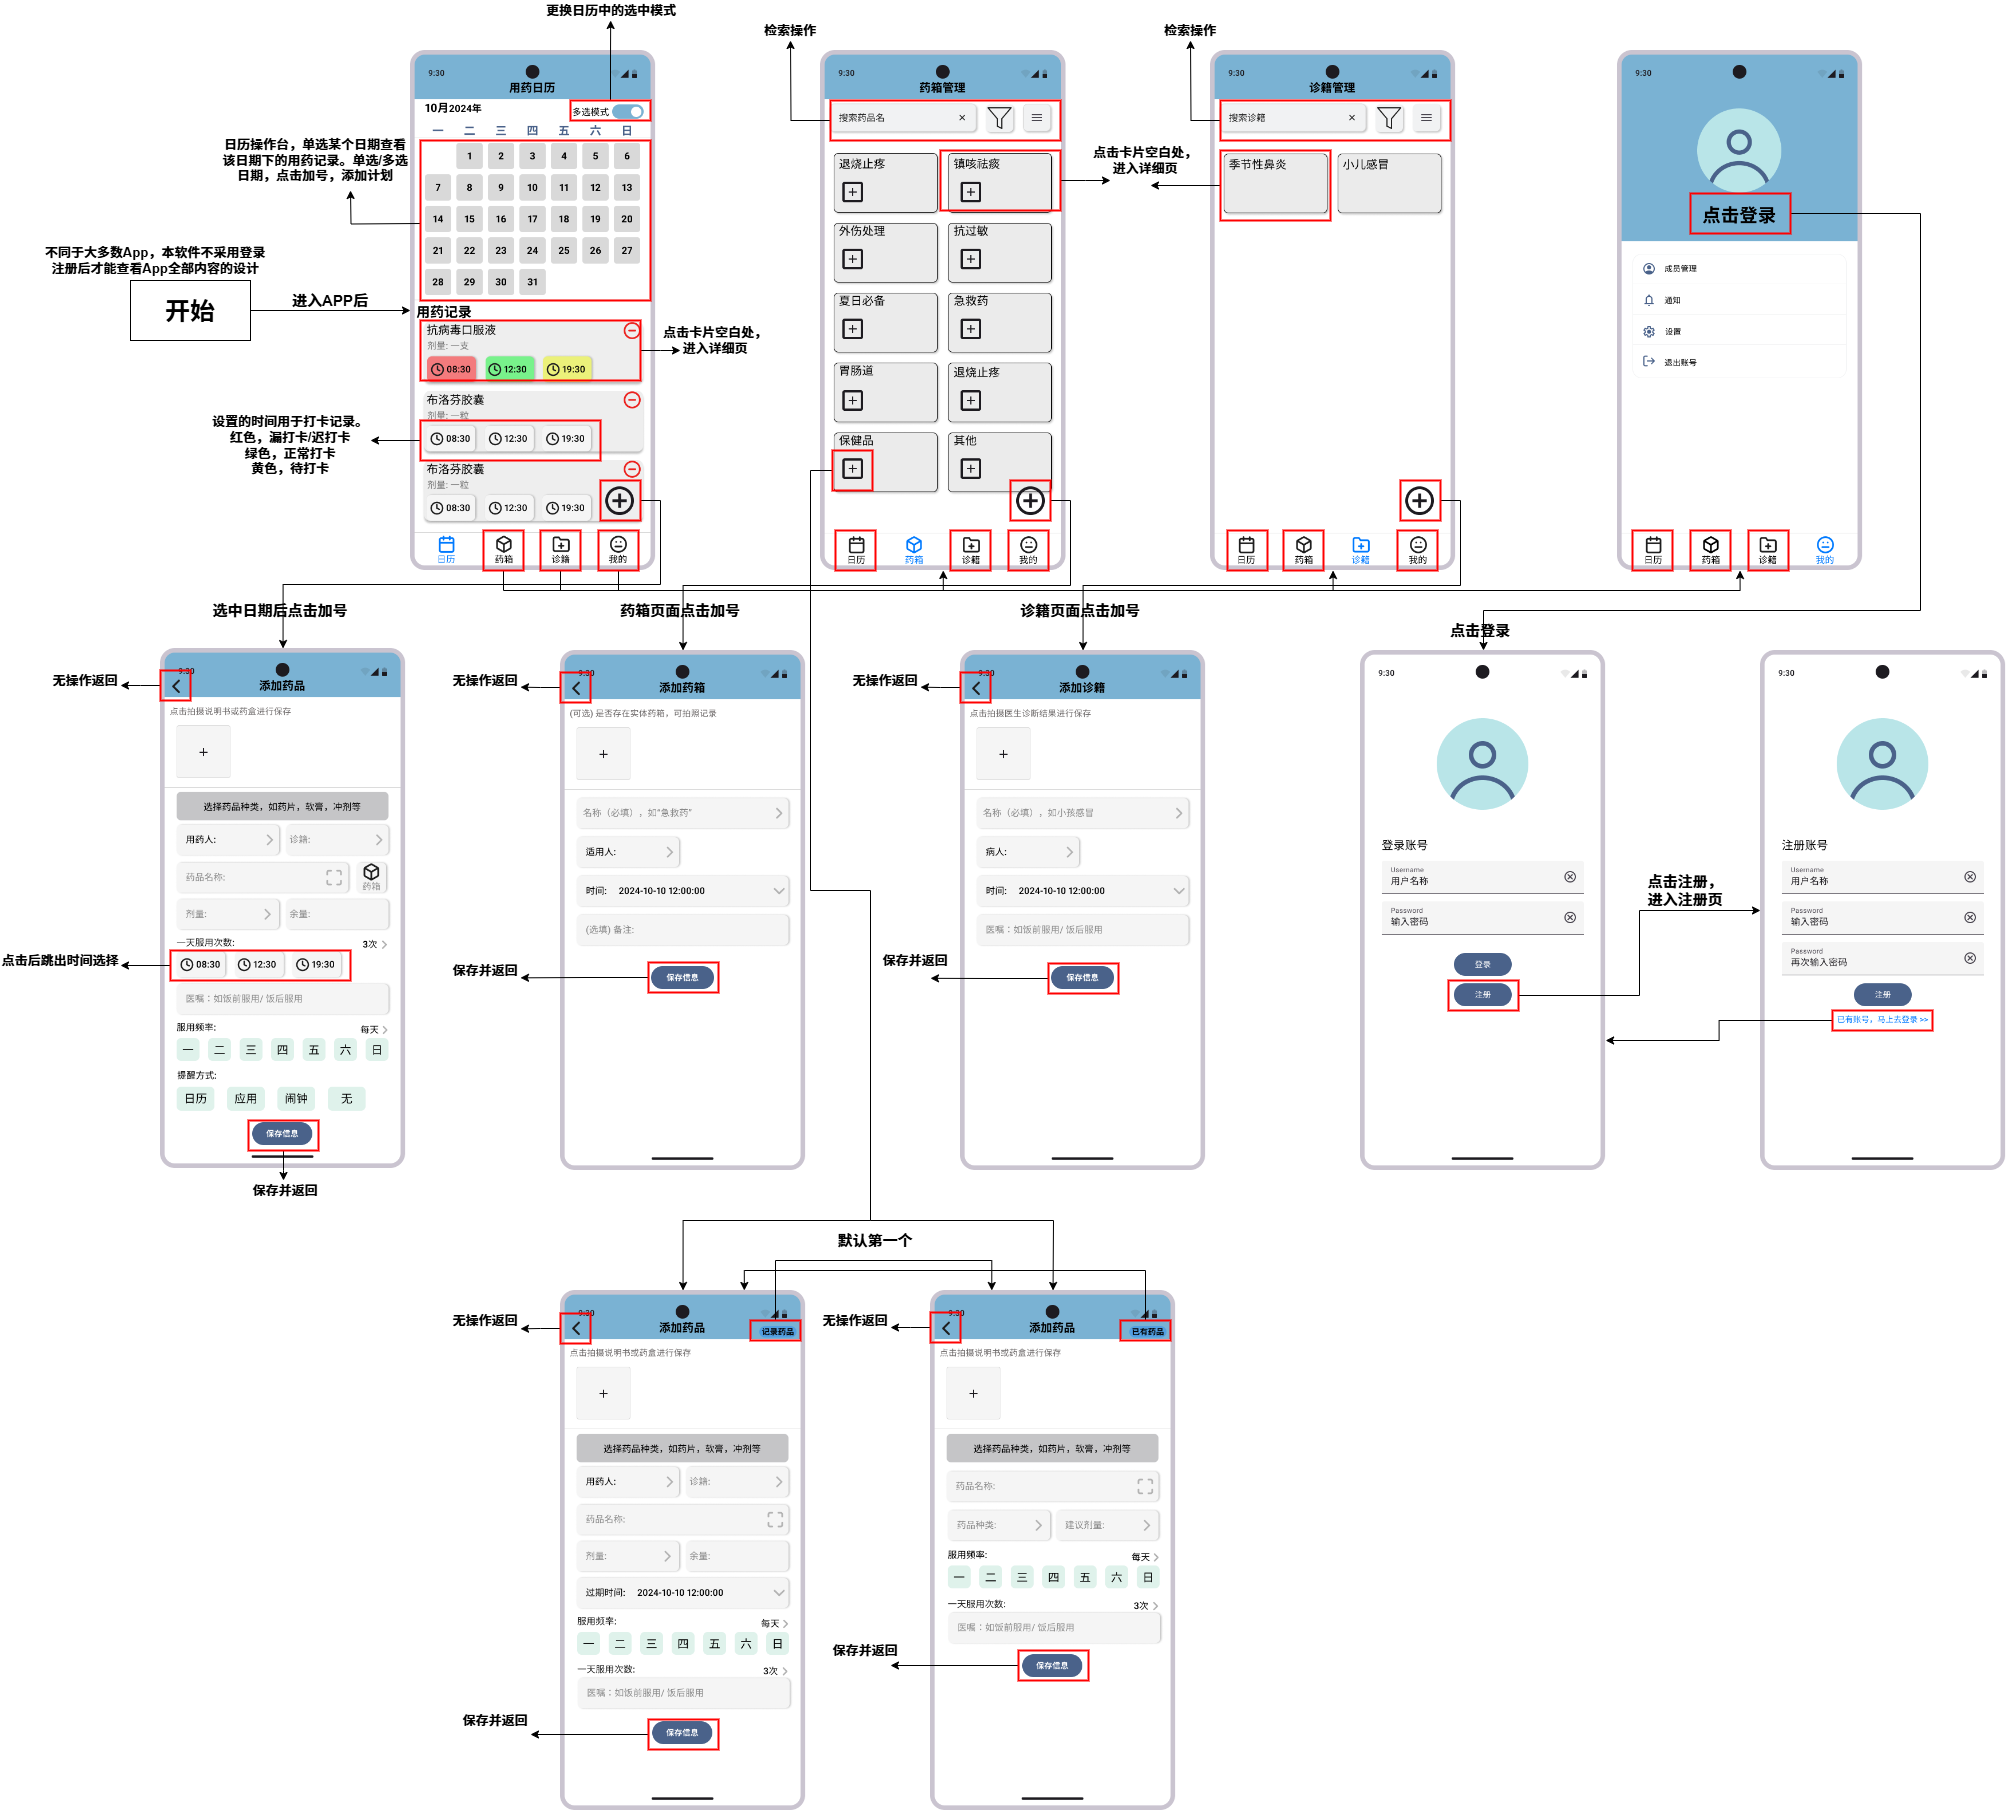 更换日历中的选中模式
检索操作
检索操作
9:30
用药日历
10月2024年
多选模式
一 二 三 四 五 六 日
1 2 3 4 5 6
7 8 9 10 11 12 13
14 15 16 17 18 19 20
21 22 23 24 25 26 27
28 29 30 31
用药记录
抗病毒口服液
剂量: 一支
08:30 12:30 19:30
布洛芬胶囊
剂量: 一粒
08:30 12:30 19:30
布洛芬胶囊
剂量: 一粒
08:30 12:30 19:30
日历 药箱 诊籍 我的
日历操作台，单选某个日期查看
该日期下的用药记录。单选/多选
日期，点击加号，添加计划
不同于大多数App，本软件不采用登录
注册后才能查看App全部内容的设计
开始
进入APP后
点击卡片空白处，
进入详细页
设置的时间用于打卡记录。
红色，漏打卡/迟打卡
绿色，正常打卡
黄色，待打卡
9:30
药箱管理
搜索药品名
退烧止疼 镇咳祛痰
外伤处理 抗过敏
夏日必备 急救药
胃肠道 退烧止疼
保健品 其他
日历 药箱 诊籍 我的
点击卡片空白处，
进入详细页
9:30
诊籍管理
搜索诊籍
季节性鼻炎 小儿感冒
日历 药箱 诊籍 我的
9:30
点击登录
成员管理
通知
设置
退出账号
日历 药箱 诊籍 我的
选中日期后点击加号
药箱页面点击加号
诊籍页面点击加号
点击登录
无操作返回
9:30
添加药品
点击拍摄说明书或药盒进行保存
选择药品种类，如药片，软膏，冲剂等
用药人: 诊籍:
药品名称: 药箱
剂量: 余量:
一天服用次数: 3次
08:30 12:30 19:30
点击后跳出时间选择
医嘱：如饭前服用/ 饭后服用
服用频率: 每天
一 二 三 四 五 六 日
提醒方式:
日历 应用 闹钟 无
保存信息
保存并返回
无操作返回
9:30
添加药箱
(可选) 是否存在实体药箱，可拍照记录
名称（必填），如“急救药”
适用人:
时间: 2024-10-10 12:00:00
(选填) 备注:
保存信息
保存并返回
无操作返回
9:30
添加诊籍
点击拍摄医生诊断结果进行保存
名称（必填），如小孩感冒
病人:
时间: 2024-10-10 12:00:00
医嘱：如饭前服用/ 饭后服用
保存信息
保存并返回
9:30
登录账号
Username
用户名称
Password
输入密码
登录
注册
点击注册，
进入注册页
9:30
注册账号
Username
用户名称
Password
输入密码
Password
再次输入密码
注册
已有账号，马上去登录 >>
默认第一个
无操作返回
9:30
添加药品
记录药品
点击拍摄说明书或药盒进行保存
选择药品种类，如药片，软膏，冲剂等
用药人: 诊籍:
药品名称:
剂量: 余量:
过期时间: 2024-10-10 12:00:00
服用频率: 每天
一 二 三 四 五 六 日
一天服用次数: 3次
医嘱：如饭前服用/ 饭后服用
保存信息
保存并返回
无操作返回
9:30
添加药品
已有药品
点击拍摄说明书或药盒进行保存
选择药品种类，如药片，软膏，冲剂等
药品名称:
药品种类: 建议剂量:
服用频率: 每天
一 二 三 四 五 六 日
一天服用次数: 3次
医嘱：如饭前服用/ 饭后服用
保存信息
保存并返回